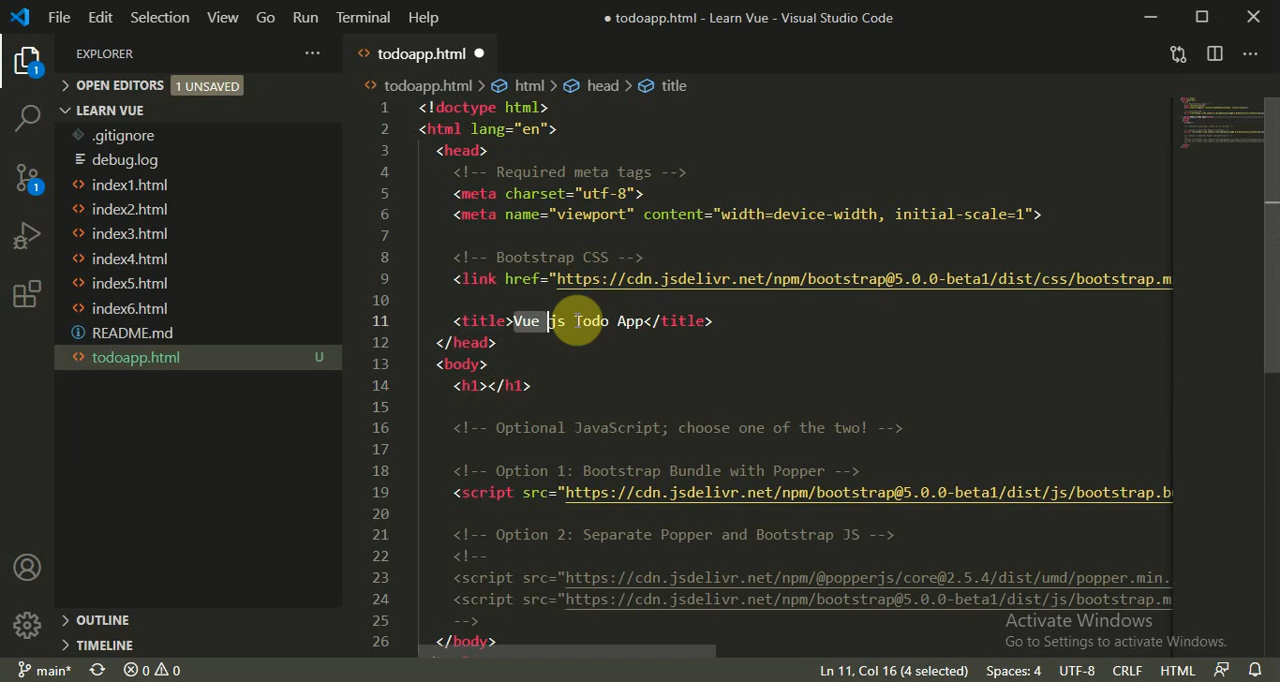 File Edit Selection View Go Run Terminal Help
● todoapp.html - Learn Vue - Visual Studio Code
EXPLORER
OPEN EDITORS 1 UNSAVED
LEARN VUE
.gitignore
debug.log
index1.html
index2.html
index3.html
index4.html
index5.html
index6.html
README.md
todoapp.html U
OUTLINE
TIMELINE
1
1
todoapp.html ●
todoapp.html > html > head > title
1 <!doctype html>
2 <html lang="en">
3 <head>
4 <!-- Required meta tags -->
5 <meta charset="utf-8">
6 <meta name="viewport" content="width=device-width, initial-scale=1">
7
8 <!-- Bootstrap CSS -->
9 <link href="https://cdn.jsdelivr.net/npm/bootstrap@5.0.0-beta1/dist/css/bootstrap.m
10
11 <title>Vue js Todo App</title>
12 </head>
13 <body>
14 <h1></h1>
15
16 <!-- Optional JavaScript; choose one of the two! -->
17
18 <!-- Option 1: Bootstrap Bundle with Popper -->
19 <script src="https://cdn.jsdelivr.net/npm/bootstrap@5.0.0-beta1/dist/js/bootstrap.b
20
21 <!-- Option 2: Separate Popper and Bootstrap JS -->
22 <!--
23 <script src="https://cdn.jsdelivr.net/npm/@popperjs/core@2.5.4/dist/umd/popper.min.
24 <script src="https://cdn.jsdelivr.net/npm/bootstrap@5.0.0-beta1/dist/js/bootstrap.m
25 -->
26 </body>
Activate Windows
Go to Settings to activate Windows.
main* 0 0 Ln 11, Col 16 (4 selected) Spaces: 4 UTF-8 CRLF HTML